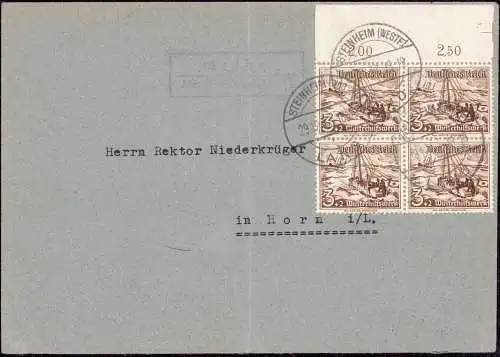 2.00 2,50
STEINHEIM (WESTF)
Deutsches Reich Deutsches Reich
3+2 Winterhilfswerk 3+2 Winterhilfswerk
STEINHEIM
Deutsches Reich Deutsches Reich
3+2 Winterhilfswerk 3+2 Winterhilfswerk
Herrn Rektor Niederkrüger
in Horn i/L.